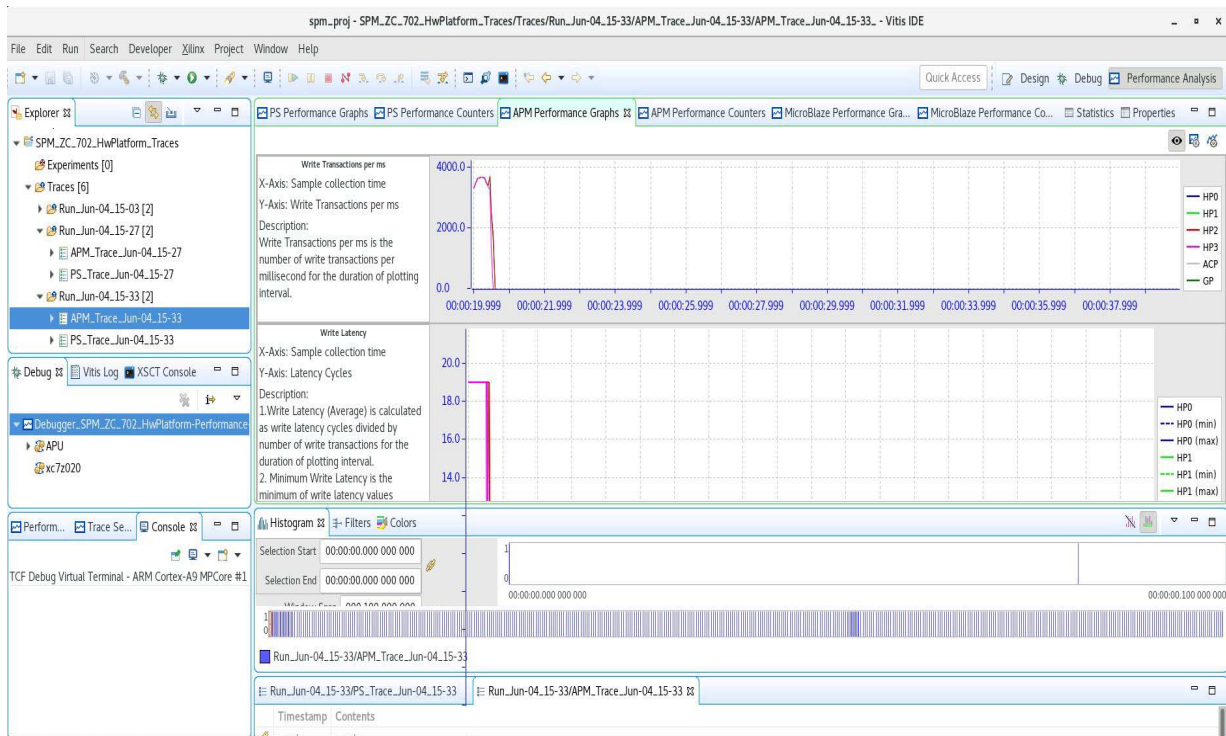 spm_proj - SPM_ZC_702_HwPlatform_Traces/Traces/Run_Jun-04_15-33/APM_Trace_Jun-04_15-33/APM_Trace_Jun-04_15-33_ - Vitis IDE
File Edit Run Search Developer Xilinx Project Window Help
Quick Access Design Debug Performance Analysis
Explorer
SPM_ZC_702_HwPlatform_Traces
Experiments [0]
Traces [6]
Run_Jun-04_15-03 [2]
Run_Jun-04_15-27 [2]
APM_Trace_Jun-04_15-27
PS_Trace_Jun-04_15-27
Run_Jun-04_15-33 [2]
APM_Trace_Jun-04_15-33
PS_Trace_Jun-04_15-33
PS Performance Graphs PS Performance Counters APM Performance Graphs APM Performance Counters MicroBlaze Performance Gra... MicroBlaze Performance Co... Statistics Properties
Write Transactions per ms
X-Axis: Sample collection time
Y-Axis: Write Transactions per ms
Description:
Write Transactions per ms is the
number of write transactions per
millisecond for the duration of plotting
interval.
4000.0
2000.0
0.0
00:00:19.999 00:00:21.999 00:00:23.999 00:00:25.999 00:00:27.999 00:00:29.999 00:00:31.999 00:00:33.999 00:00:35.999 00:00:37.999
HP0
HP1
HP2
HP3
ACP
GP
Write Latency
X-Axis: Sample collection time
Y-Axis: Latency Cycles
Description:
1.Write Latency (Average) is calculated
as write latency cycles divided by
number of write transactions for the
duration of plotting interval.
2. Minimum Write Latency is the
minimum of write latency values
20.0
18.0
16.0
14.0
HP0
HP0 (min)
HP0 (max)
HP1
HP1 (min)
HP1 (max)
Debug Vitis Log XSCT Console
Debugger_SPM_ZC_702_HwPlatform-Performance
APU
xc7z020
Perform... Trace Se... Console
TCF Debug Virtual Terminal - ARM Cortex-A9 MPCore #1
Histogram Filters Colors
Selection Start 00:00:00.000 000 000
Selection End 00:00:00.000 000 000
Window Span 000.100 000 000
1
0
00:00:00.000 000 000 00:00:00.100 000 000
1
0
Run_Jun-04_15-33/APM_Trace_Jun-04_15-33
Run_Jun-04_15-33/PS_Trace_Jun-04_15-33 Run_Jun-04_15-33/APM_Trace_Jun-04_15-33
Timestamp Contents